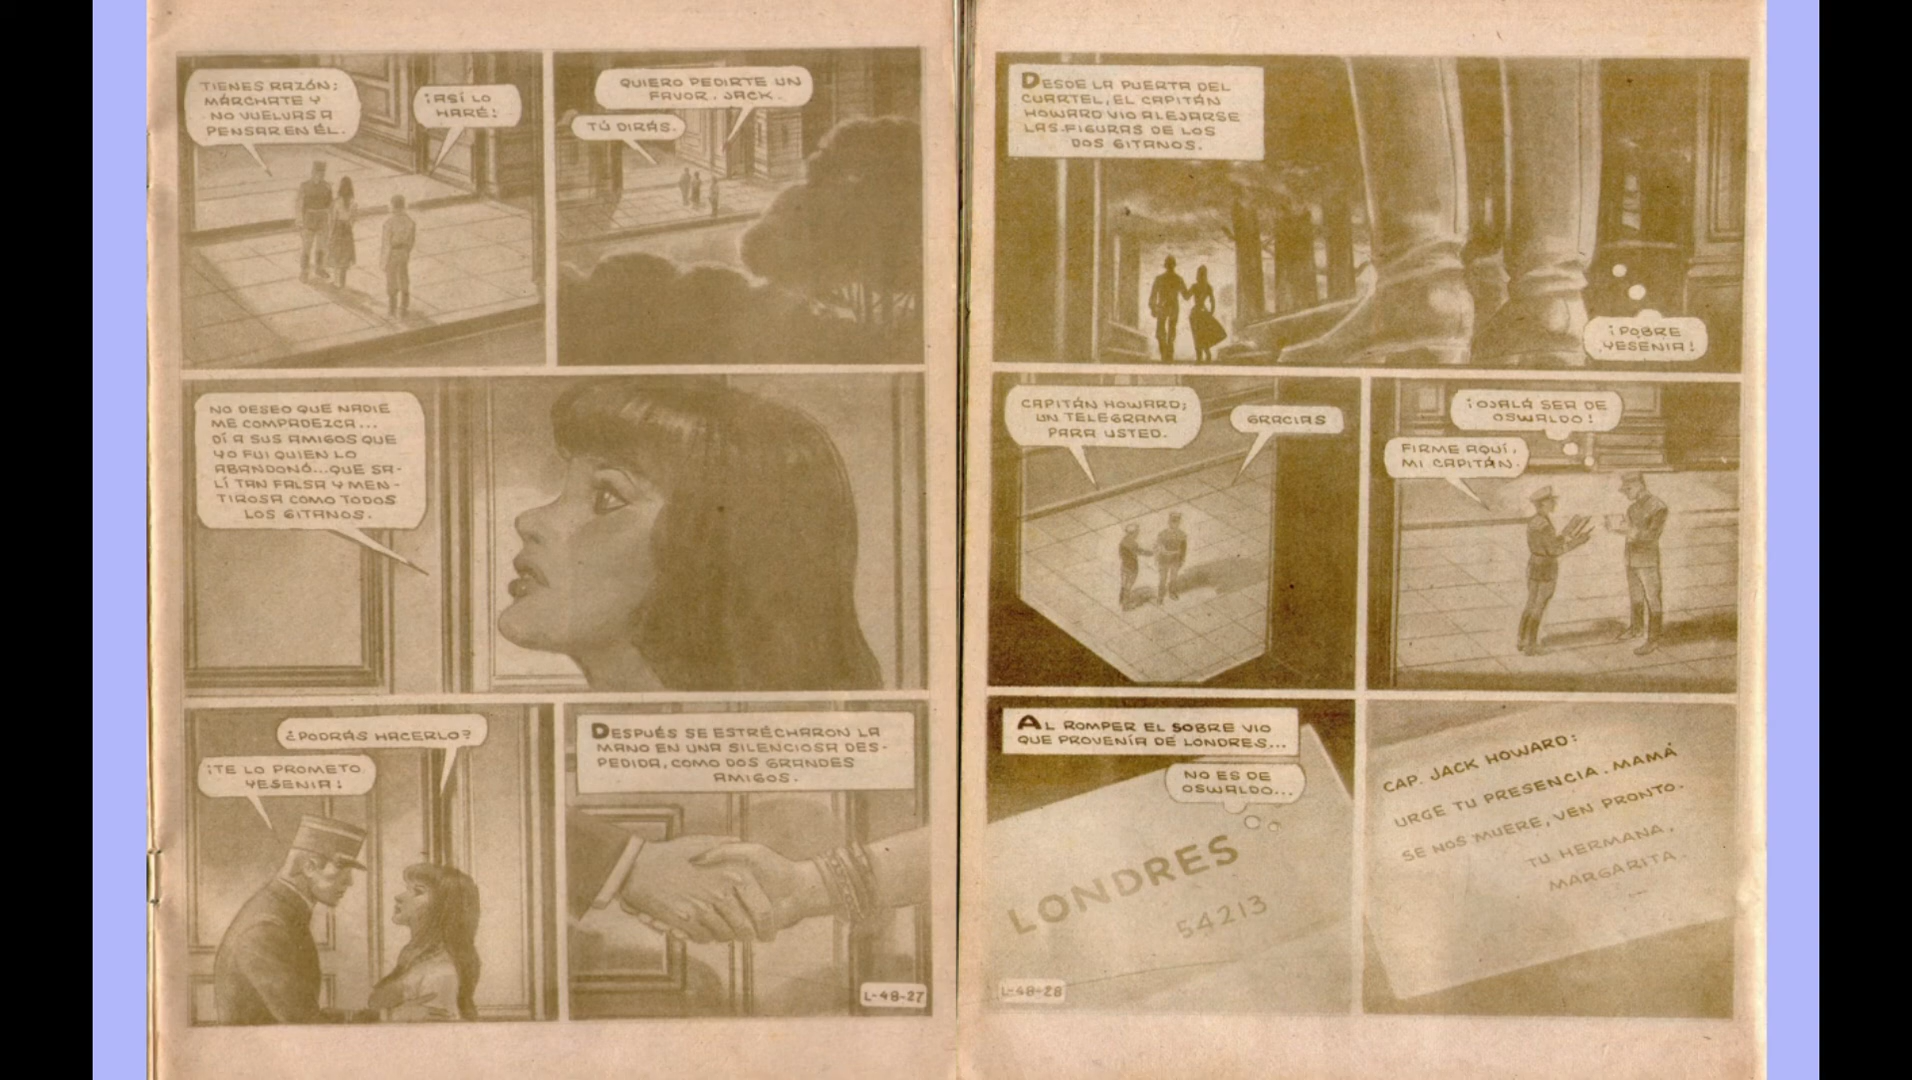 TIENES RAZÓN;
MÁRCHATE Y
NO VUELVAS A
PENSAR EN ÉL.
¡ASÍ LO
HARÉ!
QUIERO PEDIRTE UN
FAVOR, JACK.
TÚ DIRÁS.
NO DESEO QUE NADIE
ME COMPADEZCA...
DÍ A SUS AMIGOS QUE
YO FUI QUIEN LO
ABANDONÓ...QUE SA-
LÍ TAN FALSA Y MEN-
TIROSA COMO TODOS
LOS GITANOS.
¿PODRÁS HACERLO?
¡TE LO PROMETO
YESENIA!
DESPUÉS SE ESTRÉCHARON LA
MANO EN UNA SILENCIOSA DES-
PEDIDA, COMO DOS GRANDES
AMIGOS.
L-48-27
DESDE LA PUERTA DEL
CUARTEL, EL CAPITÁN
HOWARD VIO ALEJARSE
LAS FIGURAS DE LOS
DOS GITANOS.
¡POBRE
YESENIA!
CAPITÁN HOWARD;
UN TELEGRAMA
PARA USTED.
GRACIAS
¡OJALÁ SEA DE
OSWALDO!
FIRME AQUÍ,
MI CAPITÁN.
AL ROMPER EL SOBRE VIO
QUE PROVENÍA DE LONDRES...
NO ES DE
OSWALDO...
LONDRES
54213
L-48-28
CAP. JACK HOWARD:
URGE TU PRESENCIA. MAMÁ
SE NOS MUERE, VEN PRONTO.
TU HERMANA,
MARGARITA.